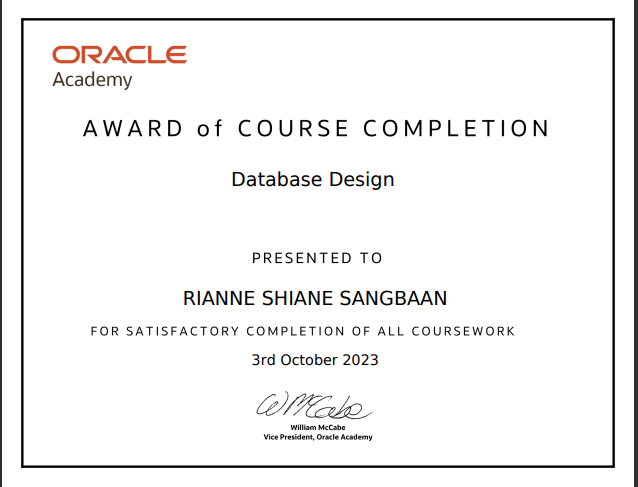 ORACLE
Academy
AWARD of COURSE COMPLETION
Database Design
PRESENTED TO
RIANNE SHIANE SANGBAAN
FOR SATISFACTORY COMPLETION OF ALL COURSEWORK
3rd October 2023
W McCabe
William McCabe
Vice President, Oracle Academy